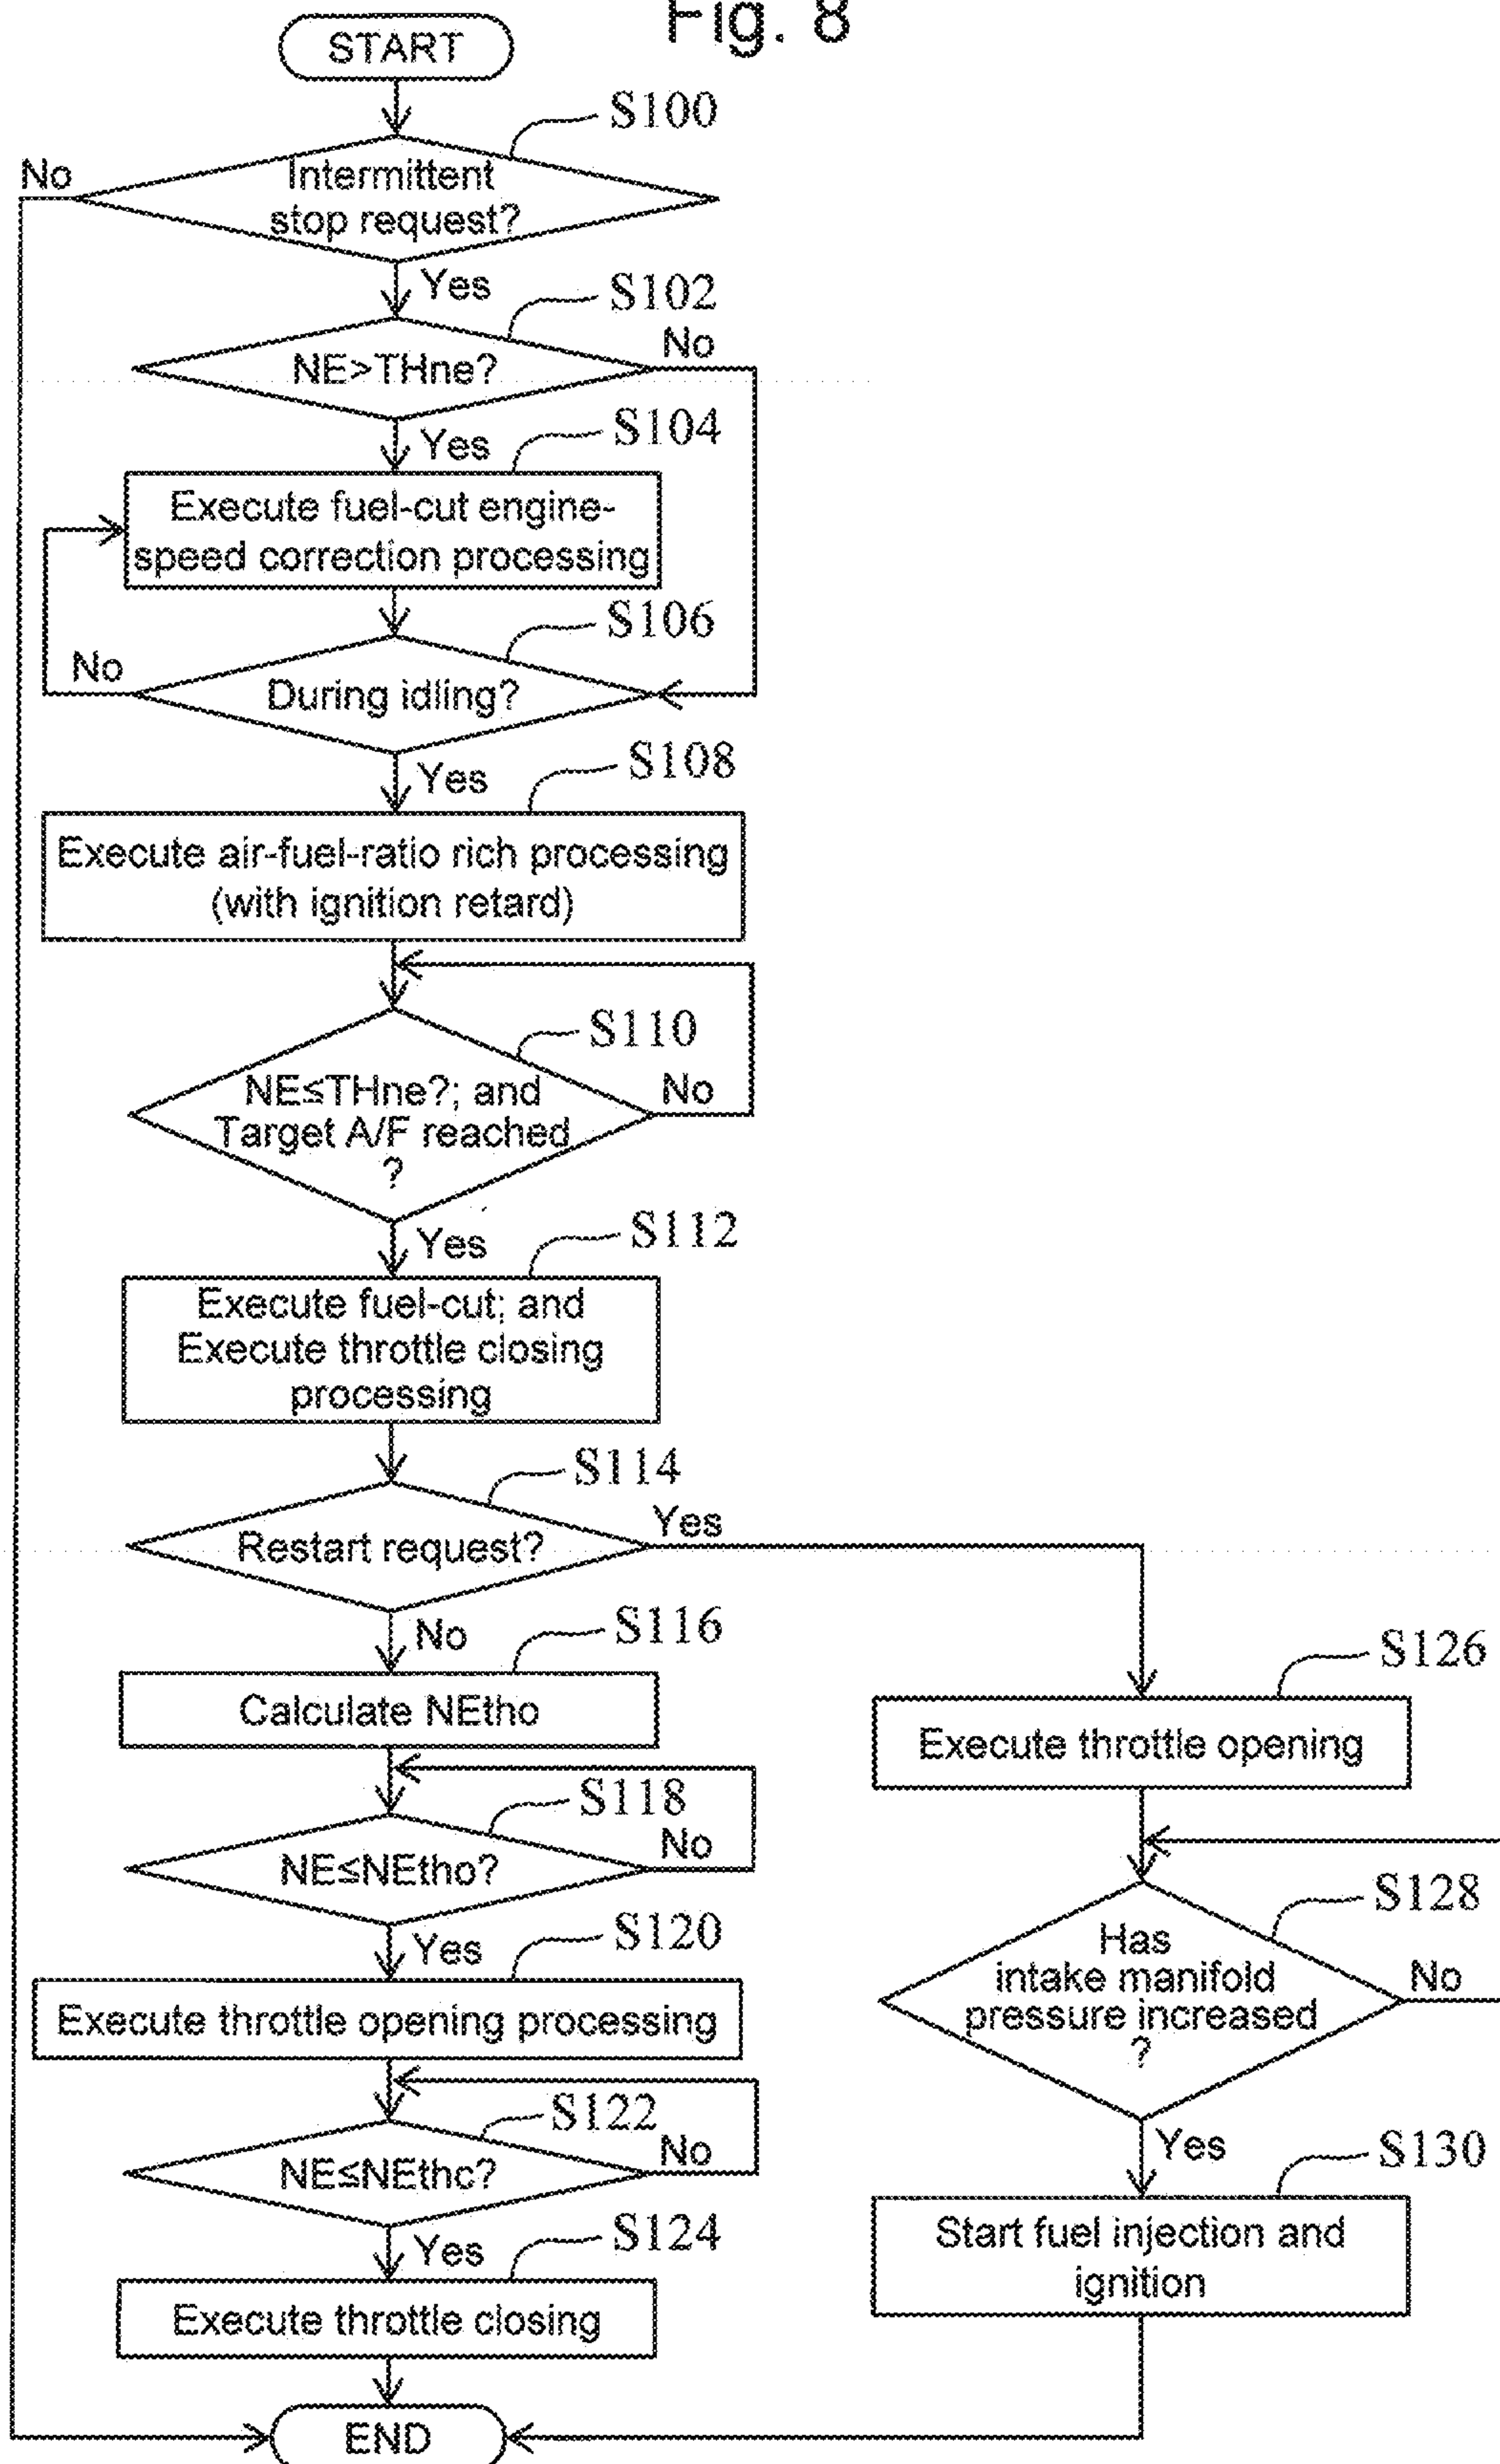 Fig. 8
START
S100
No
Intermittent
stop request?
Yes
S102
No
NE>THne?
Yes
S104
Execute fuel-cut engine-
speed correction processing
S106
No
During idling?
Yes
S108
Execute air-fuel-ratio rich processing
(with ignition retard)
S110
NE≦THne?; and
No
Target A/F reached
?
Yes
S112
Execute fuel-cut; and
Execute throttle closing
processing
S114
Restart request?
Yes
No
S116
Calculate NEtho
S118
NE≦NEtho?
No
Yes
S120
Execute throttle opening processing
S122
NE≦NEthc?
No
Yes
S124
Execute throttle closing
END
S126
Execute throttle opening
S128
Has
intake manifold
pressure increased
?
No
Yes
S130
Start fuel injection and
ignition